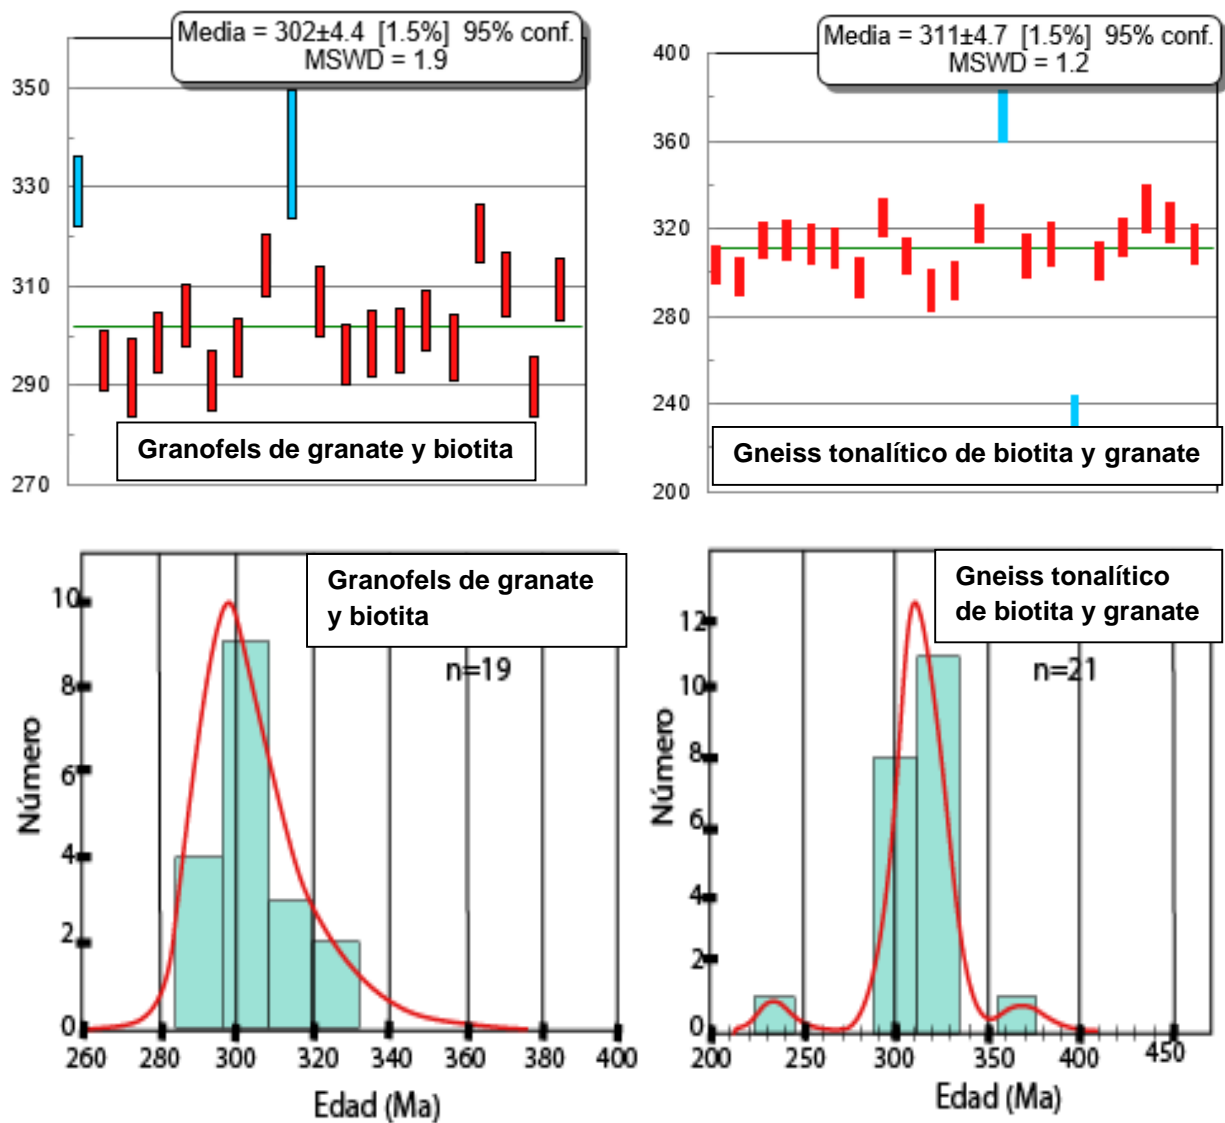 Media = 302±4.4 [1.5%] 95% conf.
MSWD = 1.9
350
330
310
290
270
Granofels de granate y biotita
Media = 311±4.7 [1.5%] 95% conf.
MSWD = 1.2
400
360
320
280
240
200
Gneiss tonalítico de biotita y granate
Granofels de granate
y biotita
n=19
10
8
6
4
2
0
Número
260 280 300 320 340 360 380 400
Edad (Ma)
Gneiss tonalítico
de biotita y granate
n=21
12
10
8
6
4
2
0
Número
200 250 300 350 400 450
Edad (Ma)